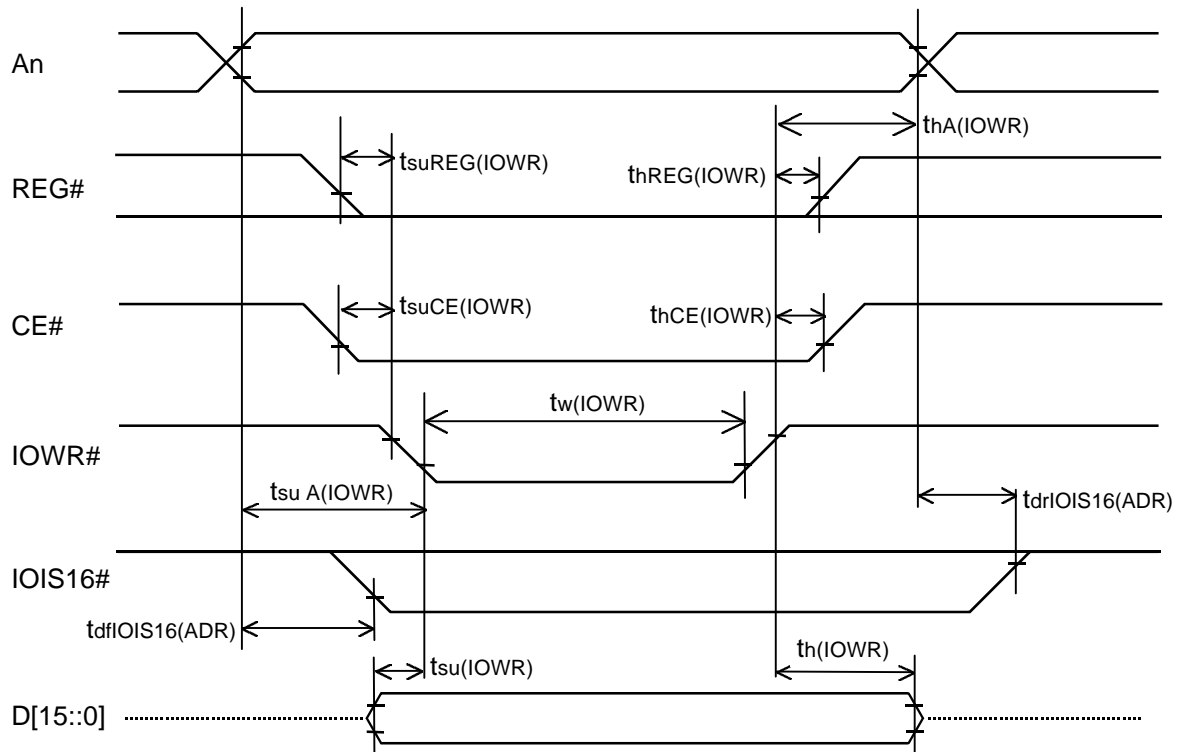 An
thA(IOWR)
tsuREG(IOWR)
thREG(IOWR)
REG#
tsuCE(IOWR)
thCE(IOWR)
CE#
tw(IOWR)
IOWR#
tsu A(IOWR)
tdrIOIS16(ADR)
IOIS16#
tdfIOIS16(ADR)
tsu(IOWR)
th(IOWR)
D[15::0]